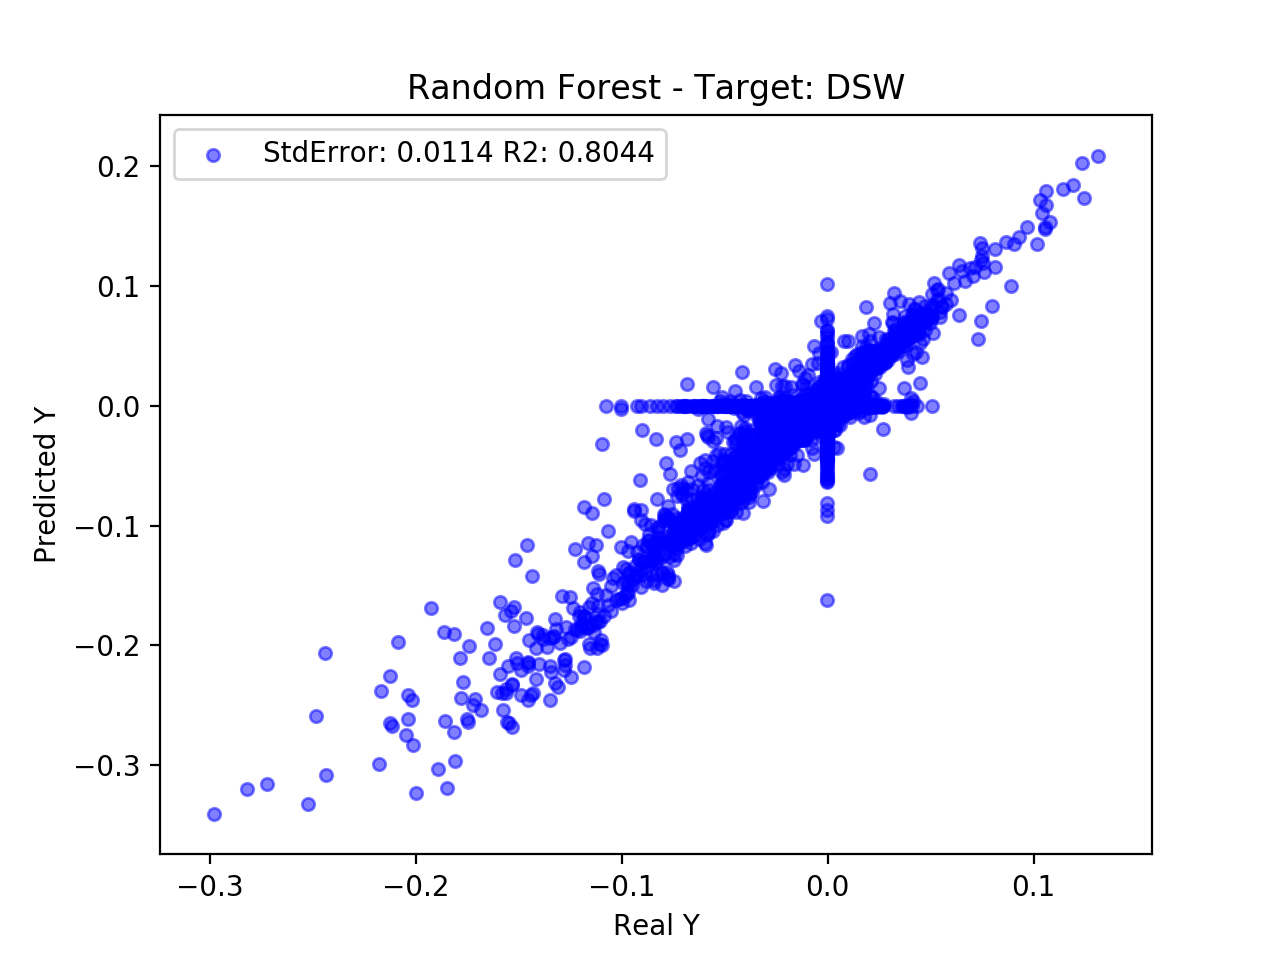 Random Forest - Target: DSW
StdError: 0.0114 R2: 0.8044
0.2
0.1
0.0
−0.1
−0.2
−0.3
Predicted Y
−0.3 −0.2 −0.1 0.0 0.1
Real Y